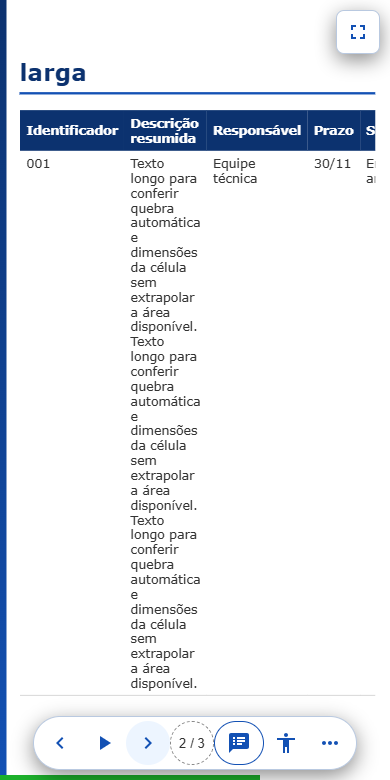 larga
Identificador
Descrição
resumida
Responsável
Prazo
001
Texto
longo para
conferir
quebra
automática
e
dimensões
da célula
sem
extrapolar
a área
disponível.
Texto
longo para
conferir
quebra
automática
e
dimensões
da célula
sem
extrapolar
a área
disponível.
Texto
longo para
conferir
quebra
automática
e
dimensões
da célula
sem
extrapolar
a área
disponível.
Equipe
técnica
30/11
2 / 3